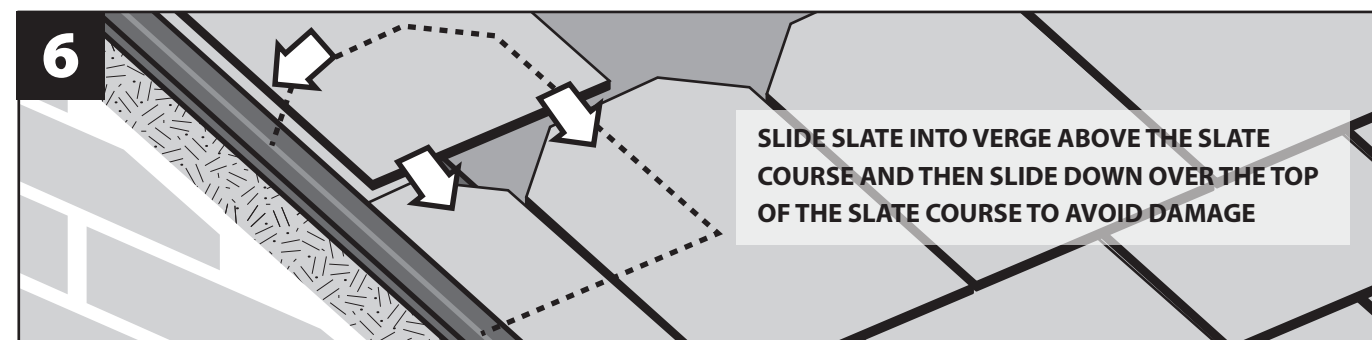 6
SLIDE SLATE INTO VERGE ABOVE THE SLATE
COURSE AND THEN SLIDE DOWN OVER THE TOP
OF THE SLATE COURSE TO AVOID DAMAGE